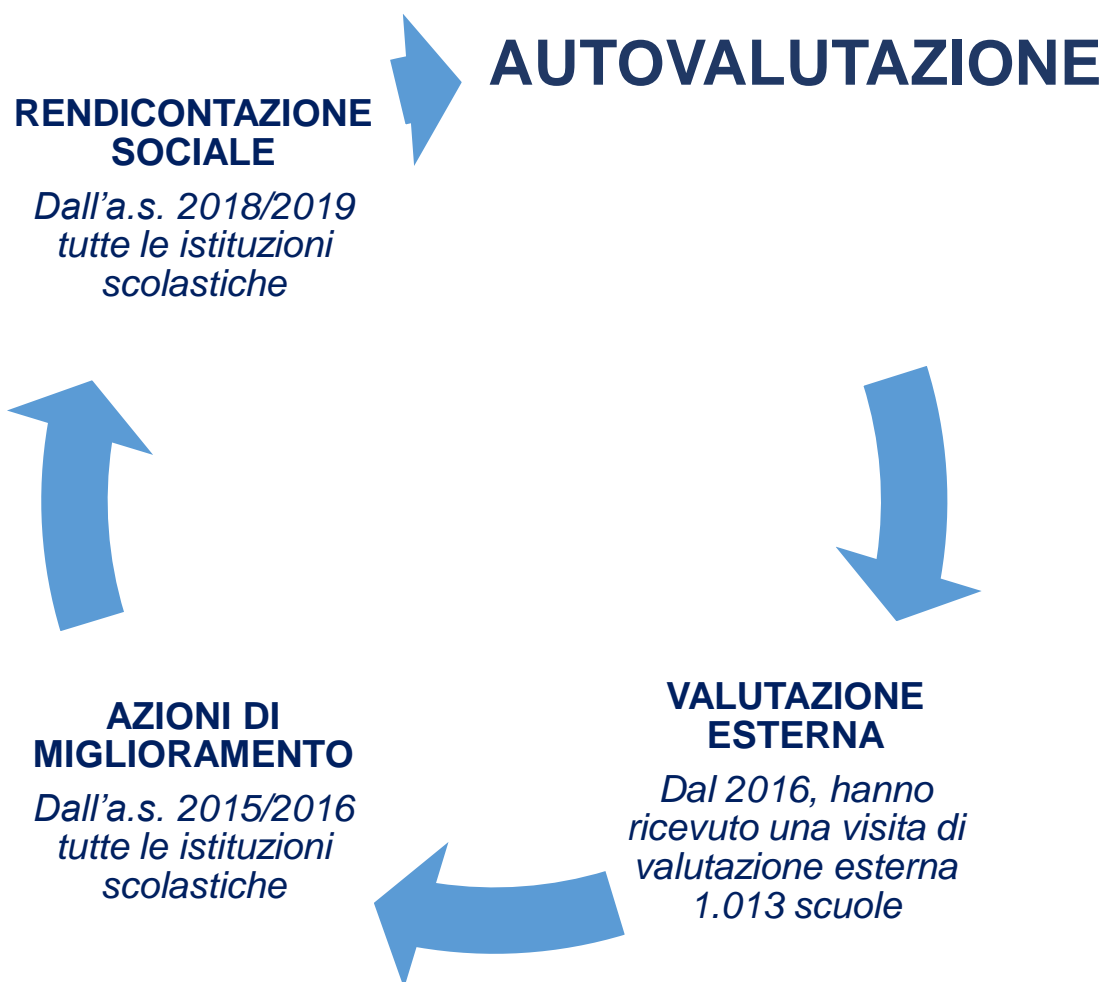 AUTOVALUTAZIONE
RENDICONTAZIONE
SOCIALE
Dall’a.s. 2018/2019
tutte le istituzioni
scolastiche
VALUTAZIONE
ESTERNA
Dal 2016, hanno
ricevuto una visita di
valutazione esterna
1.013 scuole
AZIONI DI
MIGLIORAMENTO
Dall’a.s. 2015/2016
tutte le istituzioni
scolastiche